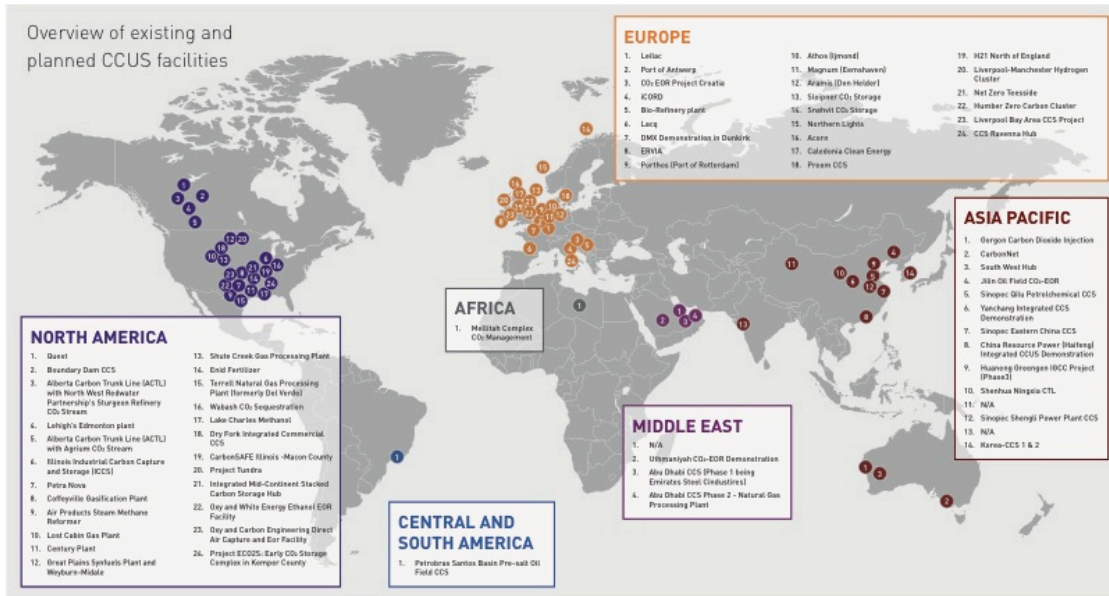 Overview of existing and
planned CCUS facilities
EUROPE
1. Leilac
2. Port of Antwerp
3. CO₂ EOR Project Croatia
4. iCORD
5. Bio-Refinery plant
6. Lacq
7. DMX Demonstration in Dunkirk
8. ERVIA
9. Porthos (Port of Rotterdam)
10. Athos (Ijmond)
11. Magnum (Eemshaven)
12. Aramis (Den Helder)
13. Sleipner CO₂ Storage
14. Snøhvit CO₂ Storage
15. Northern Lights
16. Acorn
17. Caledonia Clean Energy
18. Preem CCS
19. H21 North of England
20. Liverpool-Manchester Hydrogen
Cluster
21. Net Zero Teesside
22. Humber Zero Carbon Cluster
23. Liverpool Bay Area CCS Project
24. CCS Ravenna Hub
ASIA PACIFIC
1. Gorgon Carbon Dioxide Injection
2. CarbonNet
3. South West Hub
4. Jilin Oil Field CO₂-EOR
5. Sinopec Qilu Petrolchemical CCS
6. Yanchang Integrated CCS
Demonstration
7. Sinopec Eastern China CCS
8. China Resource Power (Haifeng)
Integrated CCUS Demonstration
9. Huaneng Greengen IGCC Project
(Phase3)
10. Shenhua Ningxia CTL
11. N/A
12. Sinopec Shengli Power Plant CCS
13. N/A
14. Korea-CCS 1 & 2
AFRICA
1. Mellitah Complex
CO₂ Management
NORTH AMERICA
1. Quest
2. Boundary Dam CCS
3. Alberta Carbon Trunk Line (ACTL)
with North West Redwater
Partnership's Sturgeon Refinery
CO₂ Stream
4. Lehigh's Edmonton plant
5. Alberta Carbon Trunk Line (ACTL)
with Agrium CO₂ Stream
6. Illinois Industrial Carbon Capture
and Storage (ICCS)
7. Petra Nova
8. Coffeyville Gasification Plant
9. Air Products Steam Methane
Reformer
10. Lost Cabin Gas Plant
11. Century Plant
12. Great Plains Synfuels Plant and
Weyburn-Midale
13. Shute Creek Gas Processing Plant
14. Enid Fertilizer
15. Terrell Natural Gas Processing
Plant (formerly Del Verde)
16. Wabash CO₂ Sequestration
17. Lake Charles Methanol
18. Dry Fork Integrated Commercial
CCS
19. CarbonSAFE Illinois -Macon County
20. Project Tundra
21. Integrated Mid-Continent Stacked
Carbon Storage Hub
22. Oxy and White Energy Ethanol EOR
Facility
23. Oxy and Carbon Engineering Direct
Air Capture and Eor Facility
24. Project ECO2S: Early CO₂ Storage
Complex in Kemper County
MIDDLE EAST
1. N/A
2. Uthmaniyah CO₂-EOR Demonstration
3. Abu Dhabi CCS (Phase 1 being
Emirates Steel Cindustires)
4. Abu Dhabi CCS Phase 2 - Natural Gas
Processing Plant
CENTRAL AND
SOUTH AMERICA
1. Petrobras Santos Basin Pre-salt Oil
Field CCS